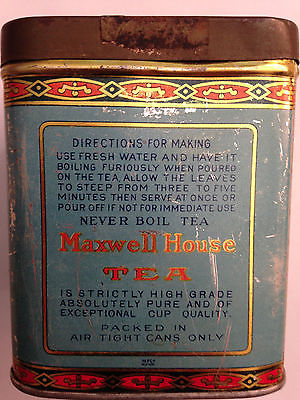 DIRECTIONS FOR MAKING
USE FRESH WATER AND HAVE IT
BOILING FURIOUSLY WHEN POURED
ON THE TEA, ALLOW THE LEAVES
TO STEEP FROM THREE TO FIVE
MINUTES THEN SERVE AT ONCE OR
POUR OFF IF NOT FOR IMMEDIATE USE
NEVER BOIL TEA
Maxwell House
TEA
IS STRICTLY HIGH GRADE
ABSOLUTELY PURE AND OF
EXCEPTIONAL CUP QUALITY.
PACKED IN
AIR TIGHT CANS ONLY